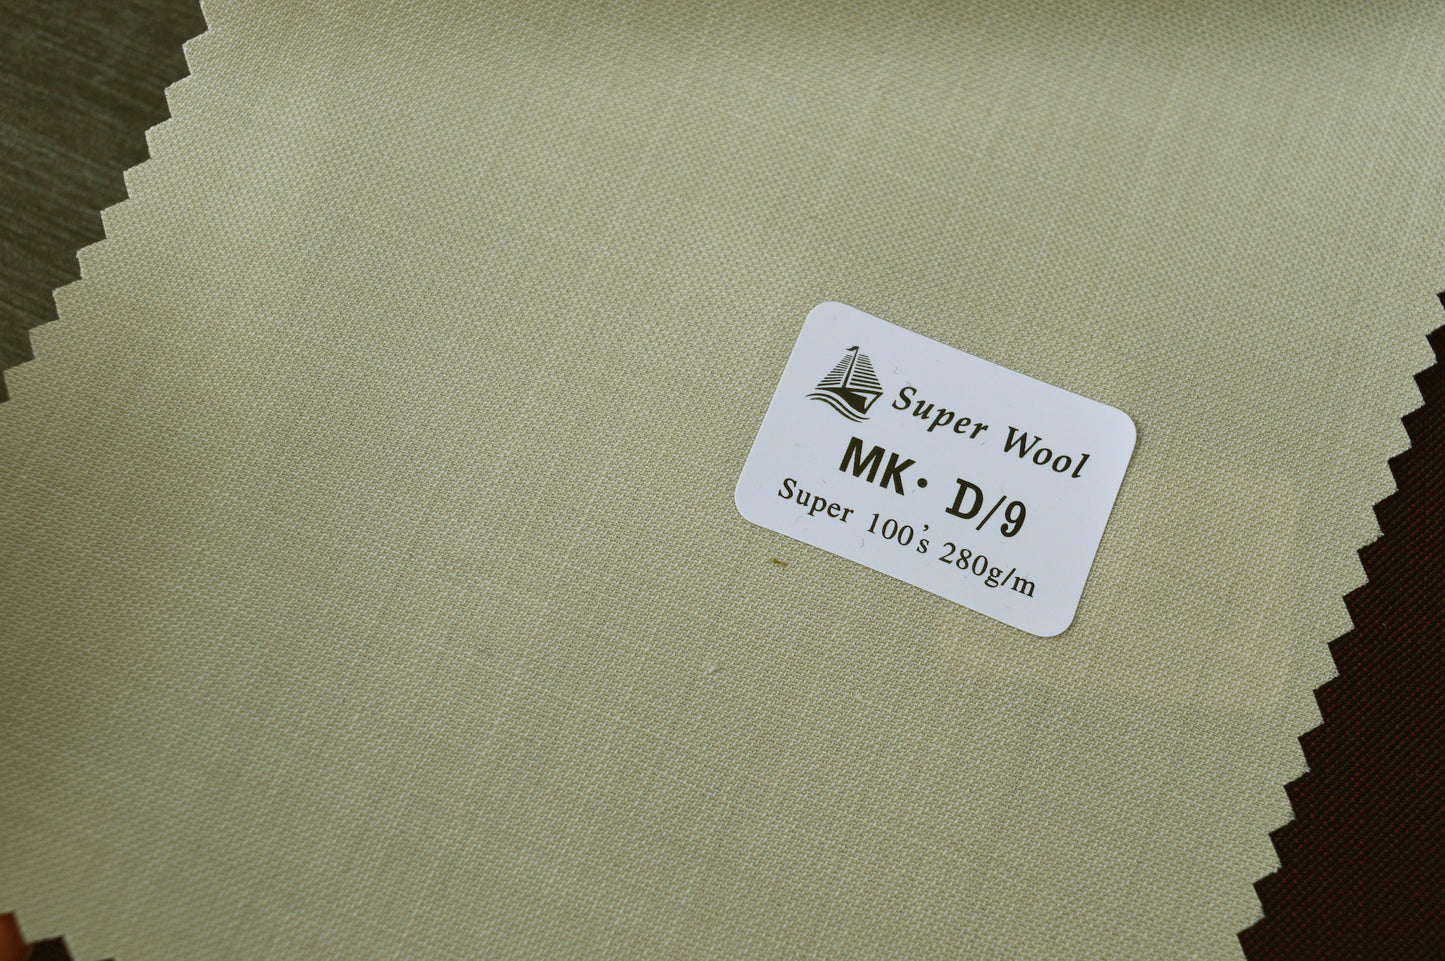 Super Wool
MK· D/9
Super 100's 280g/m